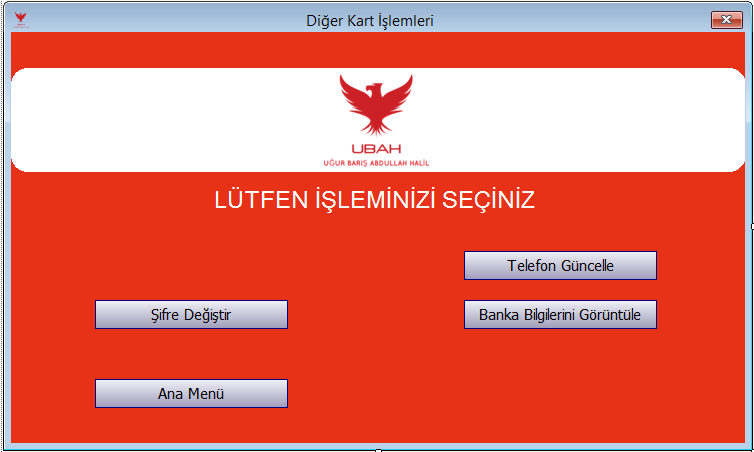 Diğer Kart İşlemleri
UBAH
UĞUR BARIŞ ABDULLAH HALİL
LÜTFEN İŞLEMİNİZİ SEÇİNİZ
Telefon Güncelle
Şifre Değiştir
Banka Bilgilerini Görüntüle
Ana Menü